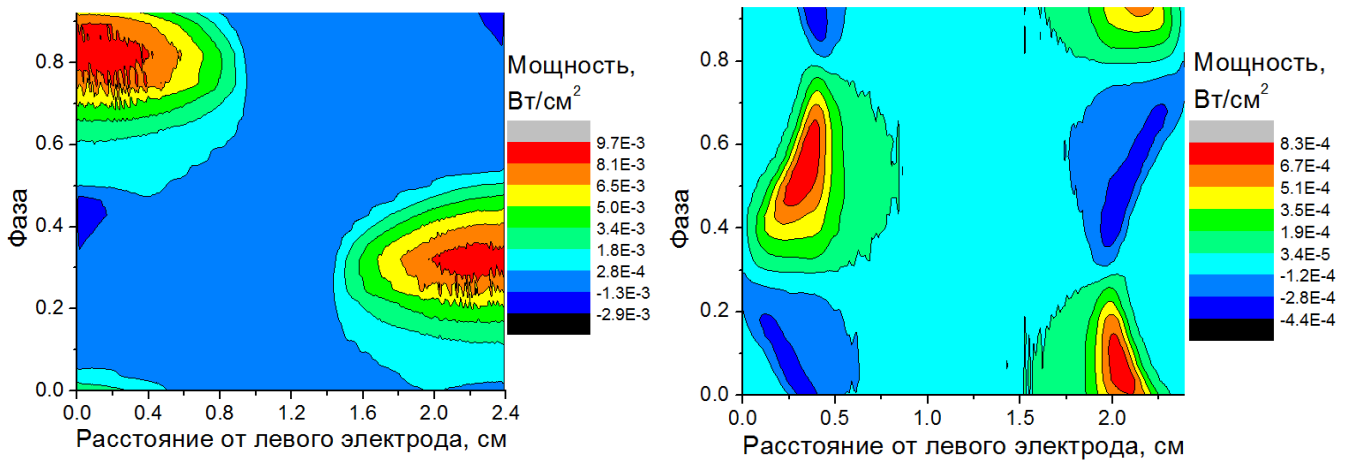 Фаза
0.8
0.6
0.4
0.2
0.0
0.0 0.4 0.8 1.2 1.6 2.0 2.4
Расстояние от левого электрода, см
Мощность,
Вт/см²
9.7E-3
8.1E-3
6.5E-3
5.0E-3
3.4E-3
1.8E-3
2.8E-4
-1.3E-3
-2.9E-3
Фаза
0.8
0.6
0.4
0.2
0.0
0.0 0.5 1.0 1.5 2.0
Расстояние от левого электрода, см
Мощность,
Вт/см²
8.3E-4
6.7E-4
5.1E-4
3.5E-4
1.9E-4
3.4E-5
-1.2E-4
-2.8E-4
-4.4E-4